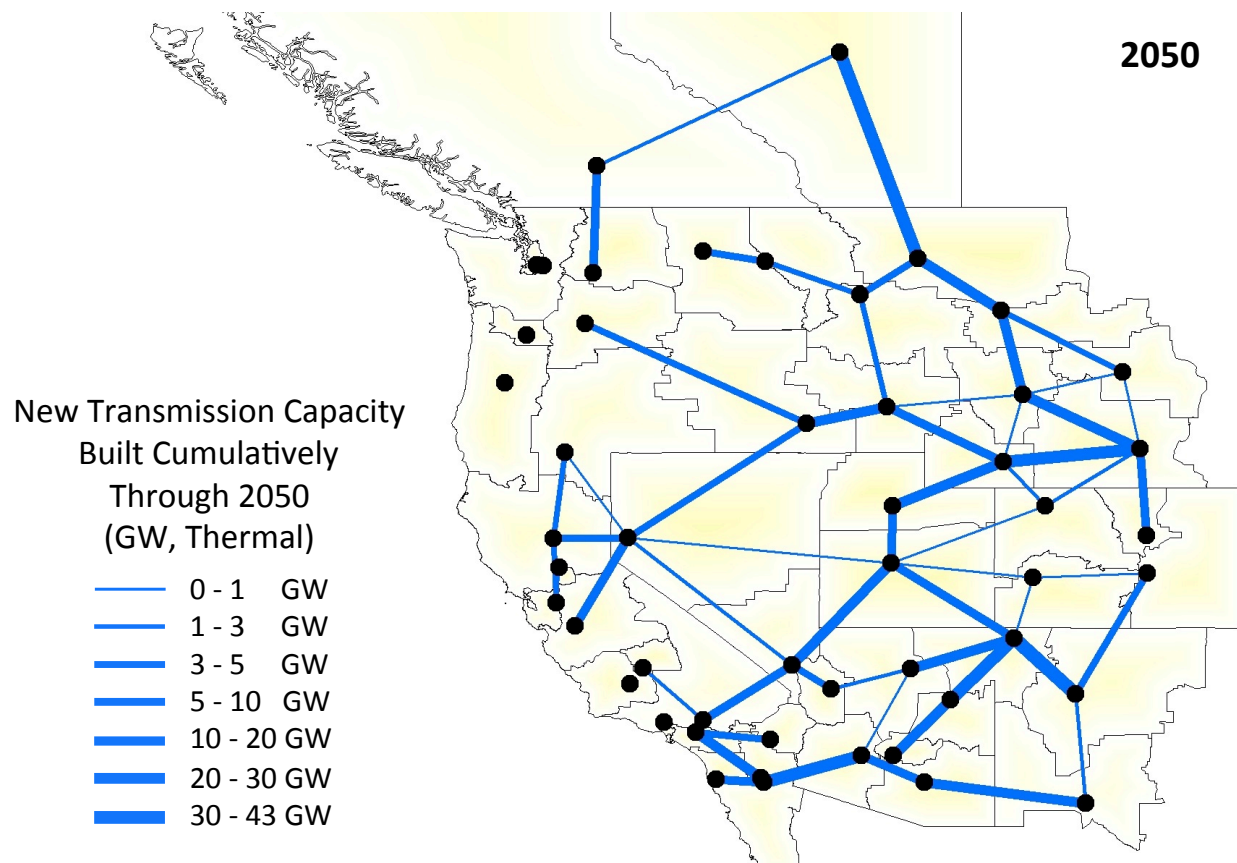 2050
New Transmission Capacity
Built Cumulatively
Through 2050
(GW, Thermal)
0 - 1 GW
1 - 3 GW
3 - 5 GW
5 - 10 GW
10 - 20 GW
20 - 30 GW
30 - 43 GW